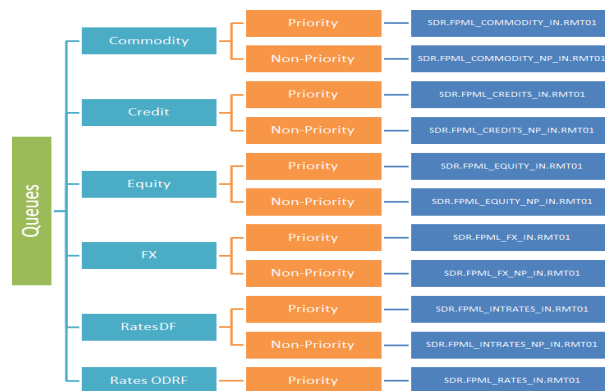 Queues
Commodity
Priority
SDR.FPML_COMMODITY_IN.RMT01
Non-Priority
SDR.FPML_COMMODITY_NP_IN.RMT01
Credit
Priority
SDR.FPML_CREDITS_IN.RMT01
Non-Priority
SDR.FPML_CREDITS_NP_IN.RMT01
Equity
Priority
SDR.FPML_EQUITY_IN.RMT01
Non-Priority
SDR.FPML_EQUITY_NP_IN.RMT01
FX
Priority
SDR.FPML_FX_IN.RMT01
Non-Priority
SDR.FPML_FX_NP_IN.RMT01
RatesDF
Priority
SDR.FPML_INTRATES_IN.RMT01
Non-Priority
SDR.FPML_INTRATES_NP_IN.RMT01
Rates ODRF
Priority
SDR.FPML_RATES_IN.RMT01